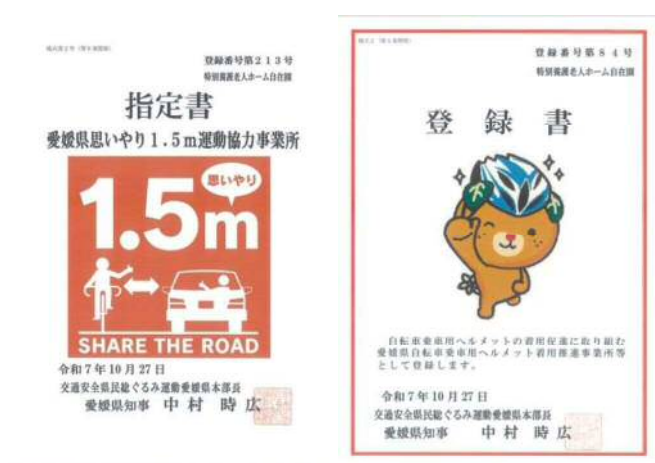 登録番号第213号
特別養護老人ホーム自在園
指定書
愛媛県思いやり1.5m運動協力事業所
思いやり
1.5m
SHARE THE ROAD
令和7年10月27日
交通安全県民総ぐるみ運動愛媛県本部長
愛媛県知事 中村時広
登録番号第84号
特別養護老人ホーム自在園
登録書
自転車乗車用ヘルメットの着用促進に取り組む
愛媛県自転車乗車用ヘルメット着用推進事業所等
として登録します。
令和7年10月27日
交通安全県民総ぐるみ運動愛媛県本部長
愛媛県知事 中村時広